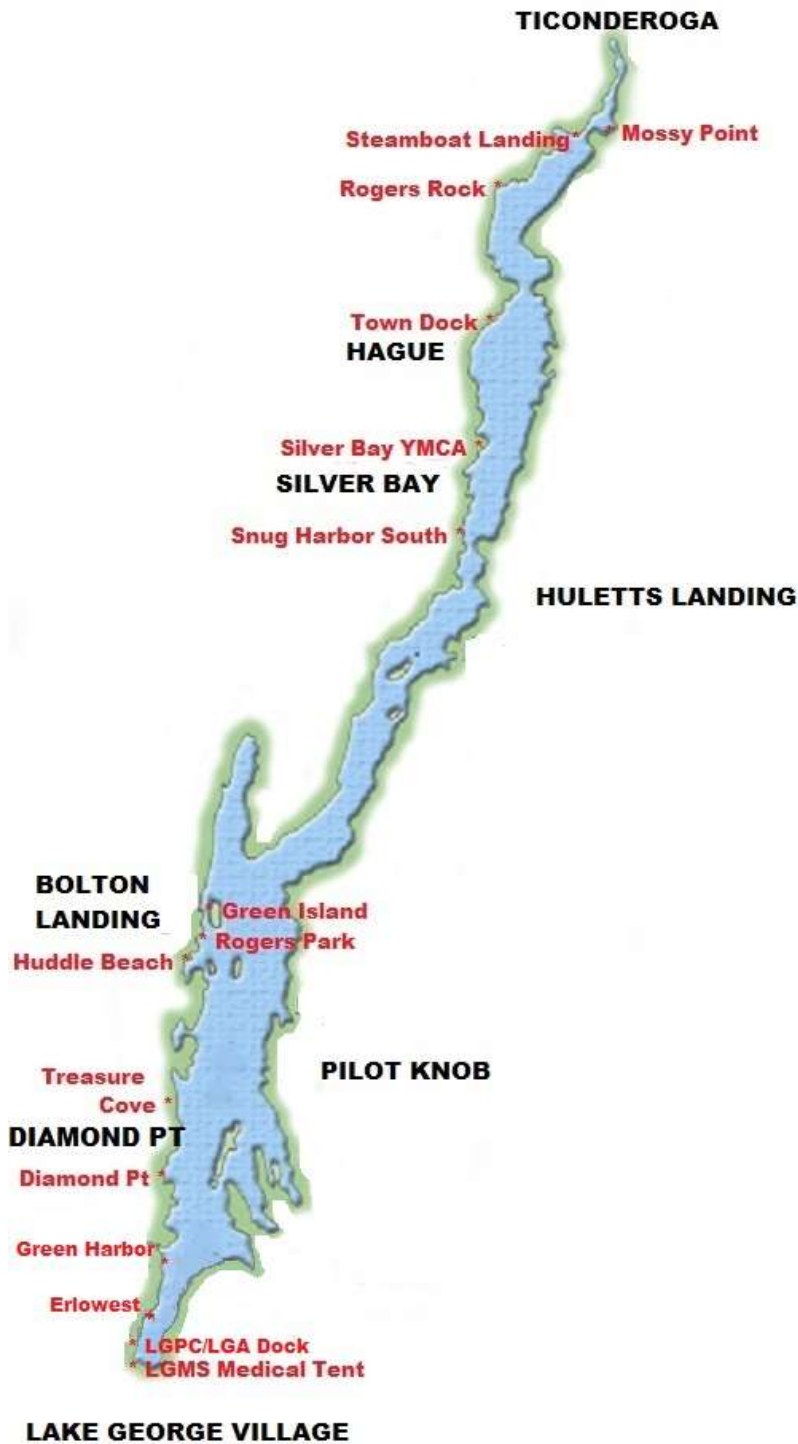 TICONDEROGA
Steamboat Landing *
* Mossy Point
Rogers Rock *
Town Dock *
HAGUE
Silver Bay YMCA *
SILVER BAY
Snug Harbor South *
HULETTS LANDING
BOLTON
LANDING
* Green Island
* Rogers Park
Huddle Beach *
PILOT KNOB
Treasure
Cove *
DIAMOND PT
Diamond Pt *
Green Harbor *
Erlowest *
* LGPC/LGA Dock
* LGMS Medical Tent
LAKE GEORGE VILLAGE